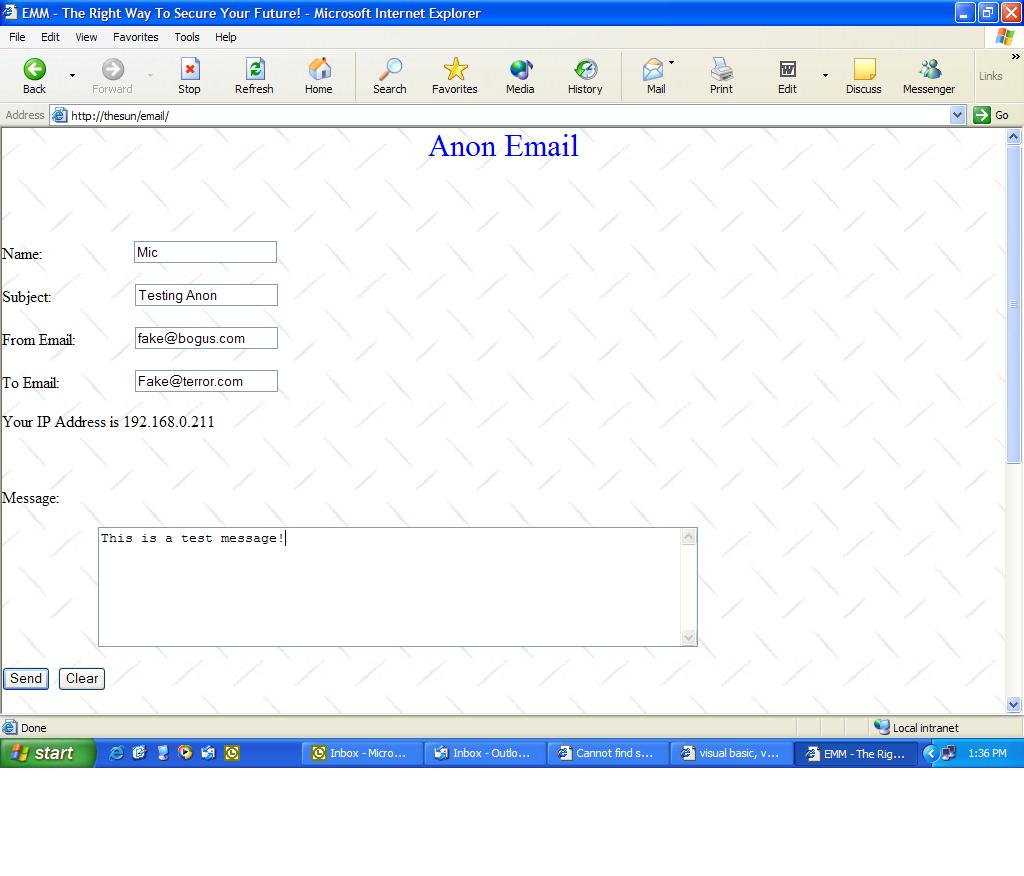 EMM - The Right Way To Secure Your Future! - Microsoft Internet Explorer
File Edit View Favorites Tools Help
Back Forward Stop Refresh Home Search Favorites Media History Mail Print Edit Discuss Messenger Links »
Address http://thesun/email/ Go
Anon Email
Name: Mic
Subject: Testing Anon
From Email: fake@bogus.com
To Email: Fake@terror.com
Your IP Address is 192.168.0.211
Message:
This is a test message!
Send Clear
Done Local intranet
start Inbox - Micro... Inbox - Outlo... Cannot find s... visual basic, v... EMM - The Rig... 1:36 PM